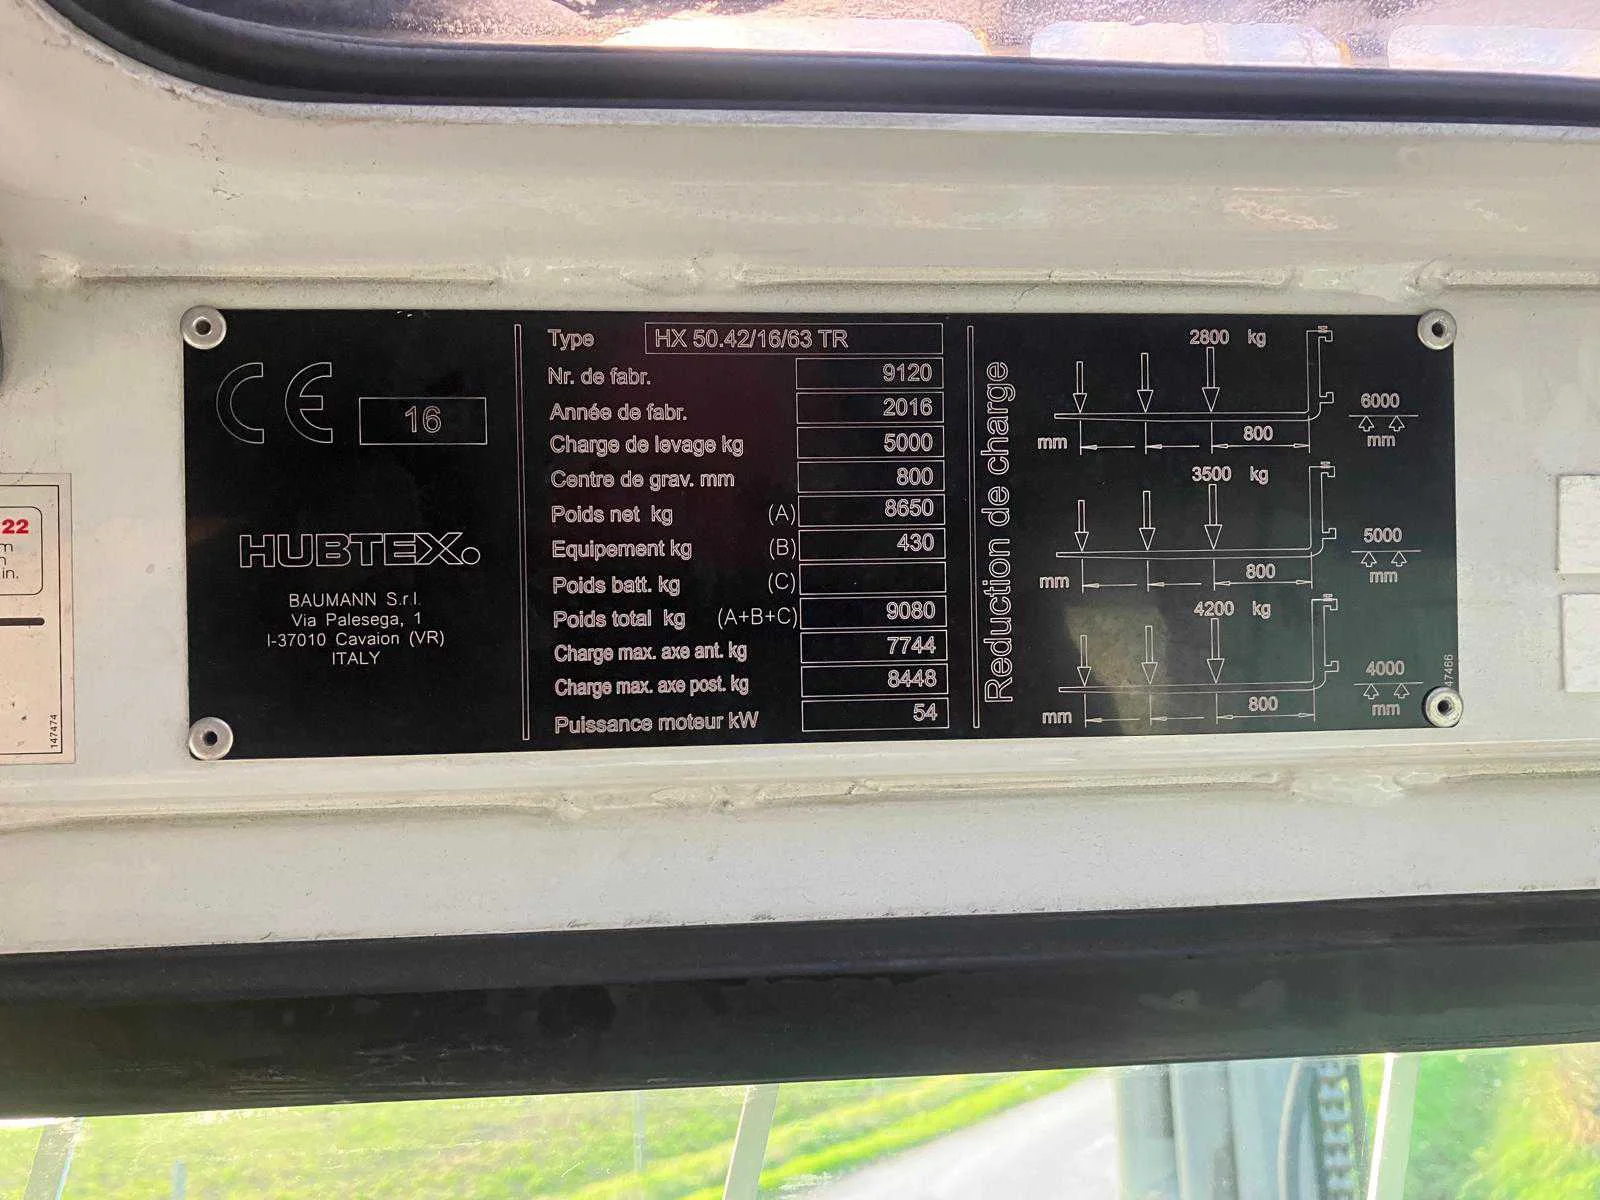 CE 16
HUBTEX.
BAUMANN S.r.l.
Via Palesega, 1
I-37010 Cavaion (VR)
ITALY
Type HX 50.42/16/63 TR
Nr. de fabr. 9120
Année de fabr. 2016
Charge de levage kg 5000
Centre de grav. mm 800
Poids net kg (A) 8650
Equipement kg (B) 430
Poids batt. kg (C)
Poids total kg (A+B+C) 9080
Charge max. axe ant. kg 7744
Charge max. axe post. kg 8448
Puissance moteur kW 54
Reduction de charge
2800 kg
6000
mm 800 mm
3500 kg
5000
mm 800 mm
4200 kg
4000
mm 800 mm
47466
22
in.
147474